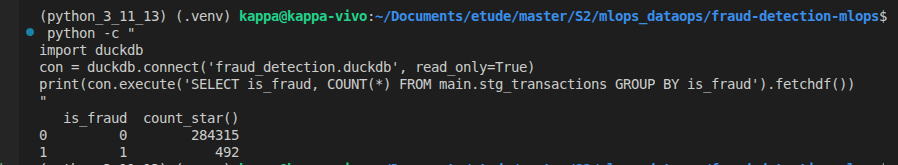 (python_3_11_13) (.venv) kappa@kappa-vivo:~/Documents/etude/master/S2/mlops_dataops/fraud-detection-mlops$
python -c "
import duckdb
con = duckdb.connect('fraud_detection.duckdb', read_only=True)
print(con.execute('SELECT is_fraud, COUNT(*) FROM main.stg_transactions GROUP BY is_fraud').fetchdf())
"
   is_fraud  count_star()
0         0        284315
1         1           492